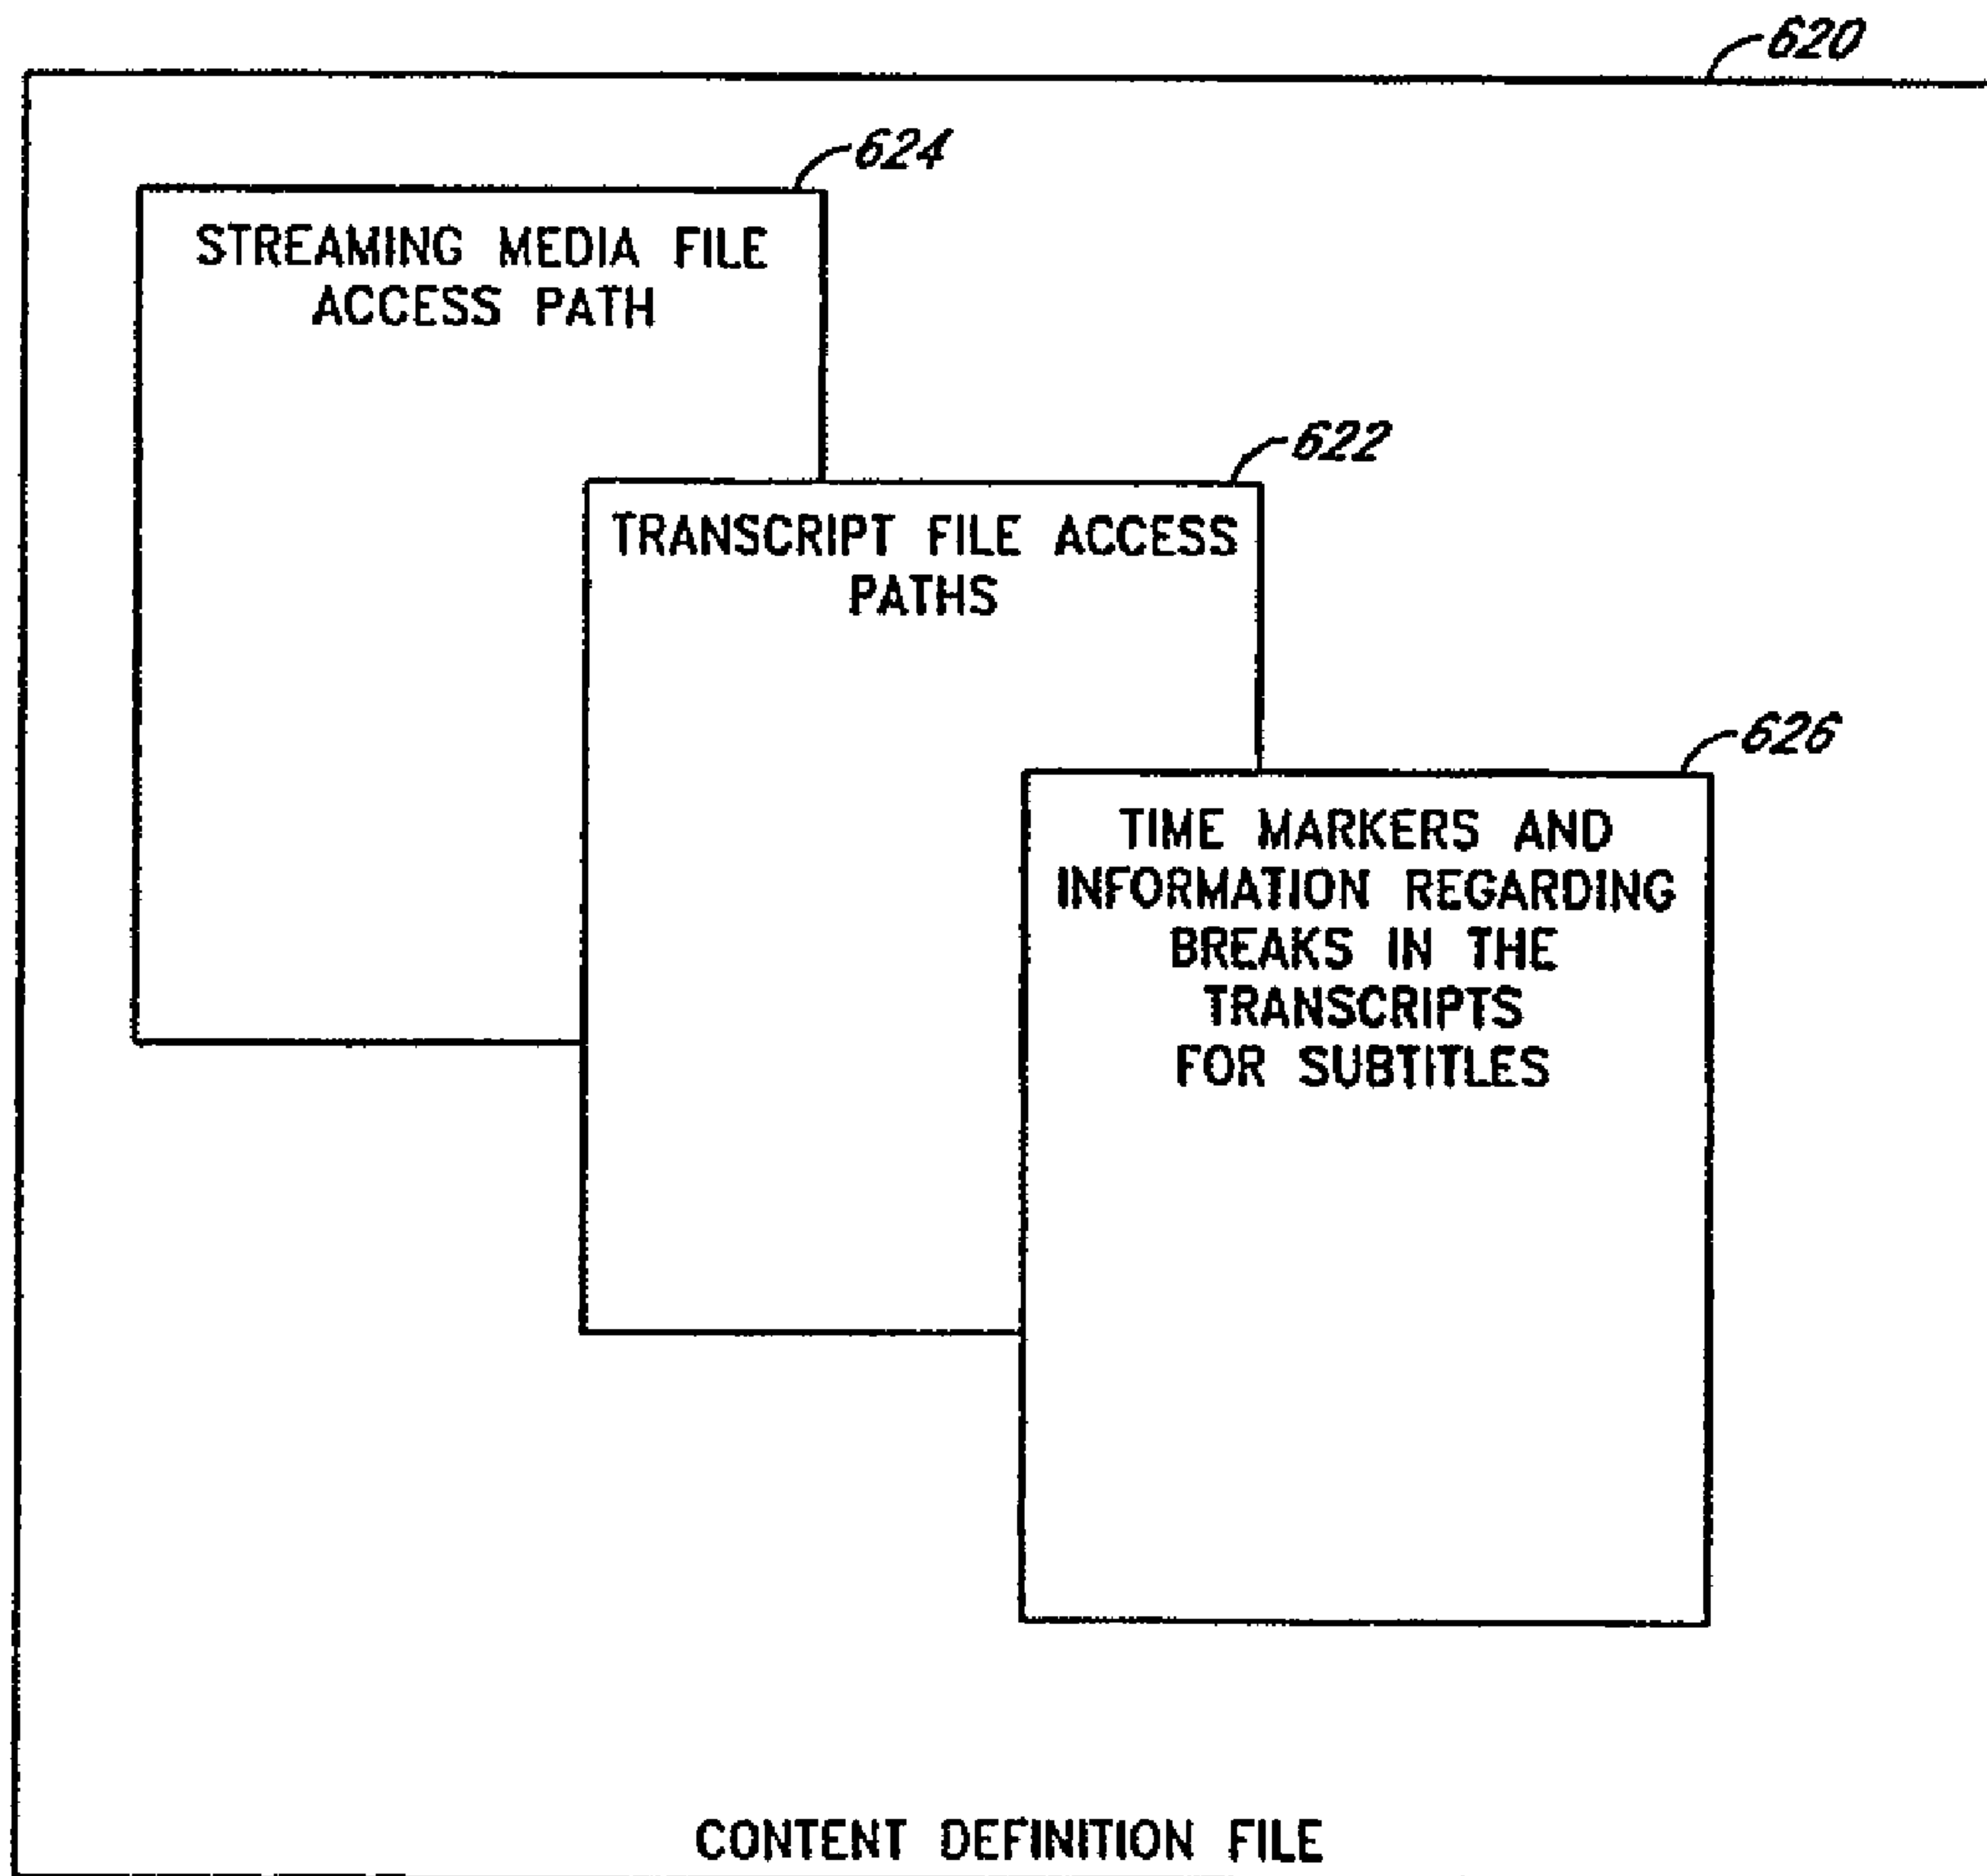 620
624
STREAMING MEDIA FILE
ACCESS PATH
622
TRANSCRIPT FILE ACCESS
PATHS
626
TIME MARKERS AND
INFORMATION REGARDING
BREAKS IN THE
TRANSCRIPTS
FOR SUBTITLES
CONTENT DEFINITION FILE